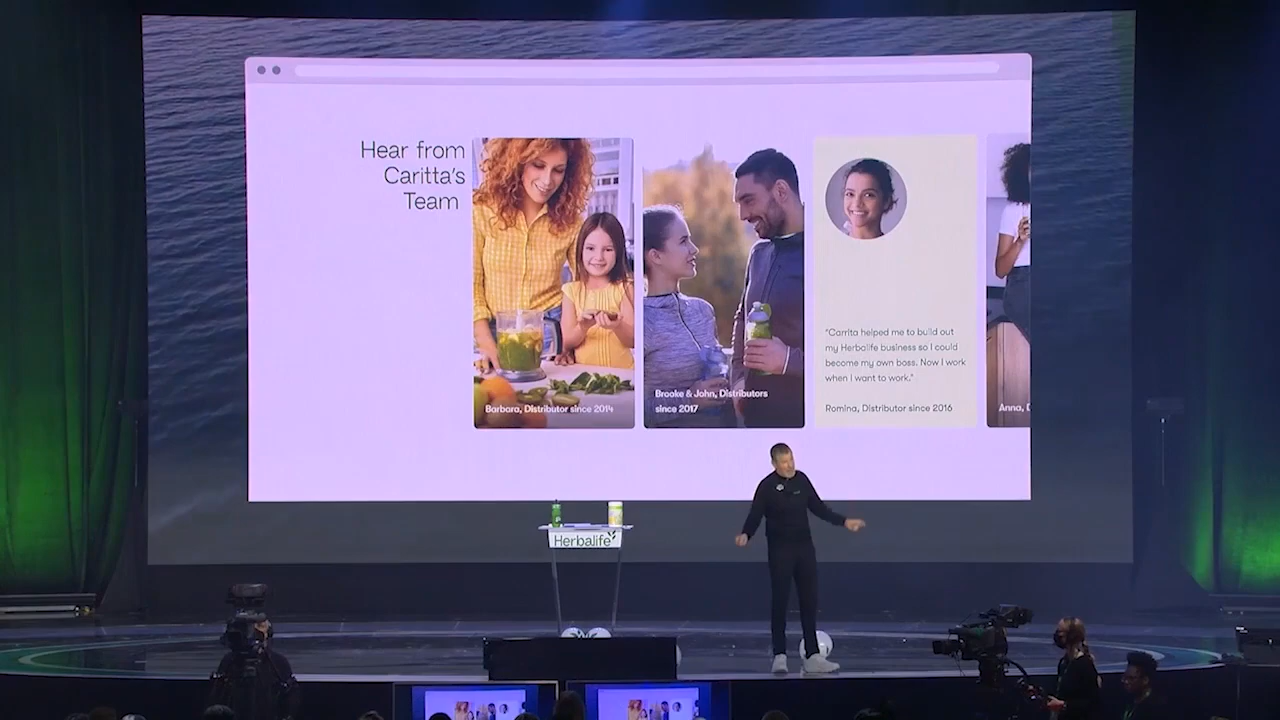 Hear from
Caritta's
Team
Barbara, Distributor since 2014
Brooke & John, Distributors
since 2017
"Carrita helped me to build out
my Herbalife business so I could
become my own boss. Now I work
when I want to work."
Romina, Distributor since 2016
Anna,
Herbalife